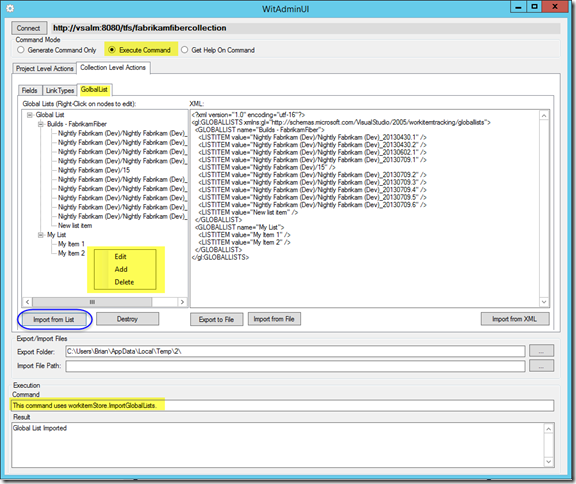 WitAdminUI
Connect http://vsalm:8080/tfs/fabrikamfibercollection
Command Mode
Generate Command Only Execute Command Get Help On Command
Project Level Actions Collection Level Actions
Fields LinkTypes GolbalList
Global Lists (Right-Click on nodes to edit):
Global List
Builds - FabrikamFiber
Nightly Fabrikam (Dev)/Nightly Fabrikam (Dev)_
Nightly Fabrikam (Dev)/Nightly Fabrikam (Dev)_
Nightly Fabrikam (Dev)/Nightly Fabrikam (Dev)_
Nightly Fabrikam (Dev)/15
Nightly Fabrikam (Dev)/Nightly Fabrikam (Dev)_
Nightly Fabrikam (Dev)/Nightly Fabrikam (Dev)_
Nightly Fabrikam (Dev)/Nightly Fabrikam (Dev)_
Nightly Fabrikam (Dev)/Nightly Fabrikam (Dev)_
New list item
My List
My Item 1
My Item 2
Edit
Add
Delete
XML:
<?xml version="1.0" encoding="utf-16"?>
<gl:GLOBALLISTS xmlns:gl="http://schemas.microsoft.com/VisualStudio/2005/workitemtracking/globallists">
<GLOBALLIST name="Builds - FabrikamFiber">
<LISTITEM value="Nightly Fabrikam (Dev)/Nightly Fabrikam (Dev)_20130430.1" />
<LISTITEM value="Nightly Fabrikam (Dev)/Nightly Fabrikam (Dev)_20130430.2" />
<LISTITEM value="Nightly Fabrikam (Dev)/Nightly Fabrikam (Dev)_20130602.1" />
<LISTITEM value="Nightly Fabrikam (Dev)/Nightly Fabrikam (Dev)_20130709.1" />
<LISTITEM value="Nightly Fabrikam (Dev)/15" />
<LISTITEM value="Nightly Fabrikam (Dev)/Nightly Fabrikam (Dev)_20130709.2" />
<LISTITEM value="Nightly Fabrikam (Dev)/Nightly Fabrikam (Dev)_20130709.3" />
<LISTITEM value="Nightly Fabrikam (Dev)/Nightly Fabrikam (Dev)_20130709.4" />
<LISTITEM value="Nightly Fabrikam (Dev)/Nightly Fabrikam (Dev)_20130709.5" />
<LISTITEM value="Nightly Fabrikam (Dev)/Nightly Fabrikam (Dev)_20130709.6" />
<LISTITEM value="New list item" />
</GLOBALLIST>
<GLOBALLIST name="My List">
<LISTITEM value="My Item 1" />
<LISTITEM value="My Item 2" />
</GLOBALLIST>
</gl:GLOBALLISTS>
Import from List Destroy Export to File Import from File Import from XML
Export/Import Files
Export Folder: C:\Users\Brian\AppData\Local\Temp\2\ ...
Import File Path: ...
Execution
Command
This command uses workitemStore.ImportGlobalLists.
Result
Global List Imported